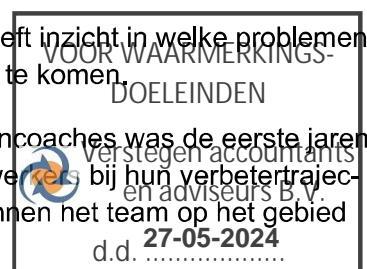 eft inzicht in welke problemen
VOOR WAARMERKINGS-
te komen.
DOELEINDEN
ncoaches was de eerste jaren
Verstegen accountants
werkers bij hun verbetertrajec-
en adviseurs B.V.
nnen het team op het gebied
d.d. 27-05-2024